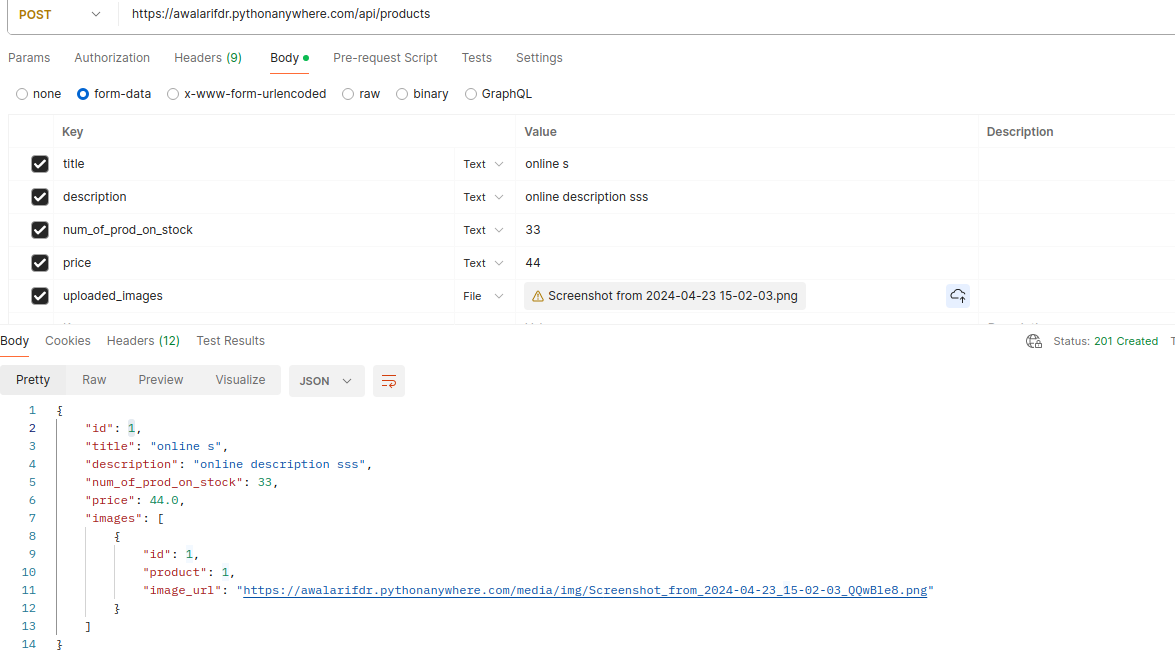 POST https://awalarifdr.pythonanywhere.com/api/products
Params Authorization Headers (9) Body Pre-request Script Tests Settings
none form-data x-www-form-urlencoded raw binary GraphQL
Key Value Description
title Text online s
description Text online description sss
num_of_prod_on_stock Text 33
price Text 44
uploaded_images File Screenshot from 2024-04-23 15-02-03.png
Body Cookies Headers (12) Test Results Status: 201 Created
Pretty Raw Preview Visualize JSON
1 {
2 "id": 1,
3 "title": "online s",
4 "description": "online description sss",
5 "num_of_prod_on_stock": 33,
6 "price": 44.0,
7 "images": [
8 {
9 "id": 1,
10 "product": 1,
11 "image_url": "https://awalarifdr.pythonanywhere.com/media/img/Screenshot_from_2024-04-23_15-02-03_QQwBle8.png"
12 }
13 ]
14 }